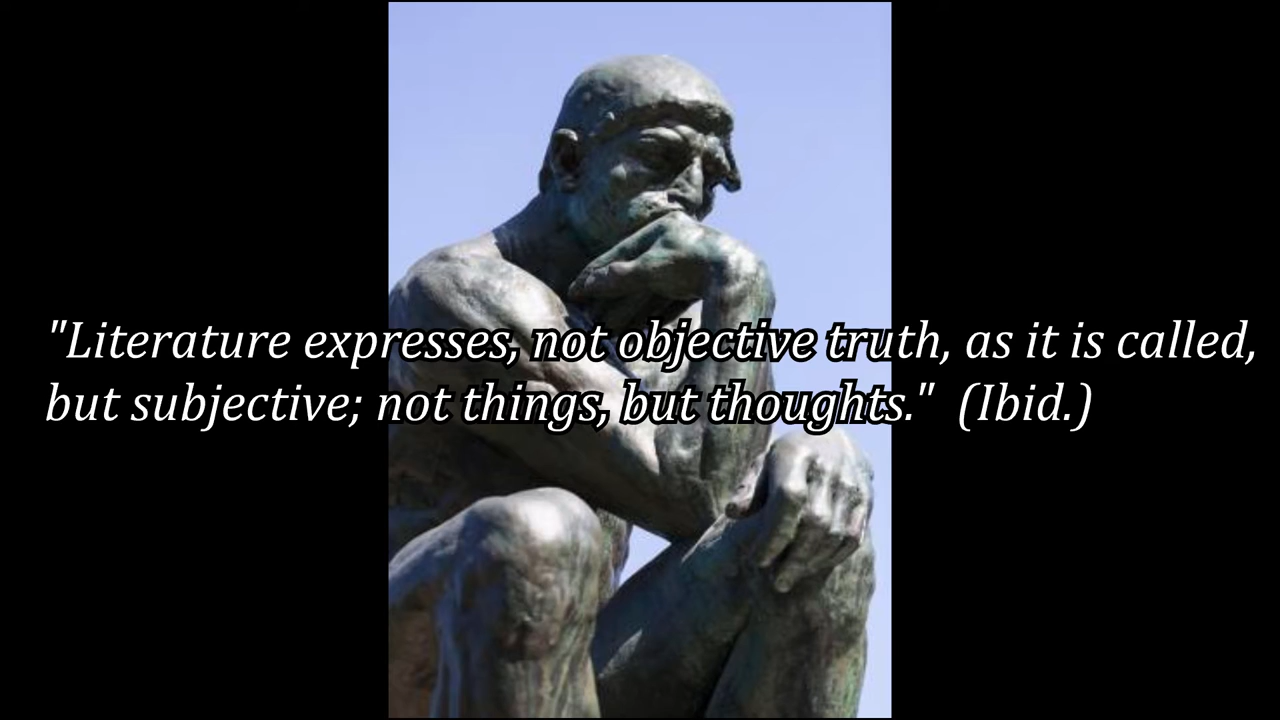 "Literature expresses, not objective truth, as it is called,
but subjective; not things, but thoughts."  (Ibid.)